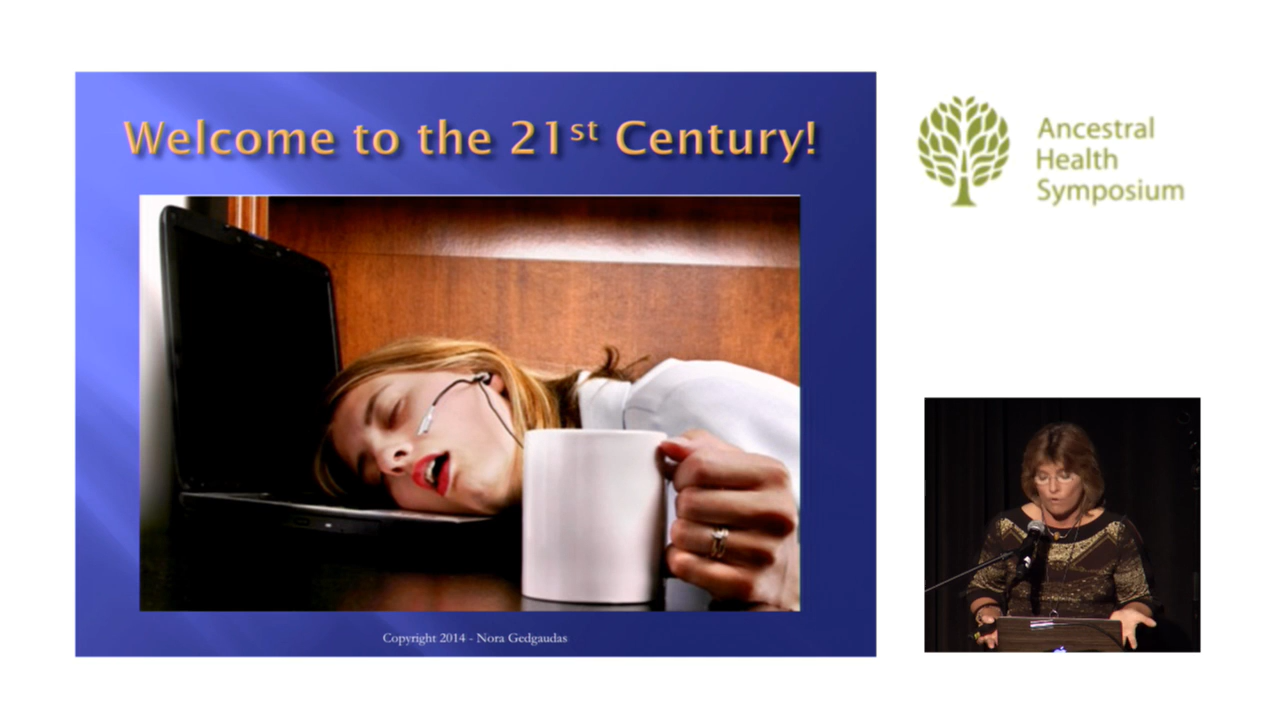 Welcome to the 21st Century!
Copyright 2014 - Nora Gedgaudas
Ancestral
Health
Symposium